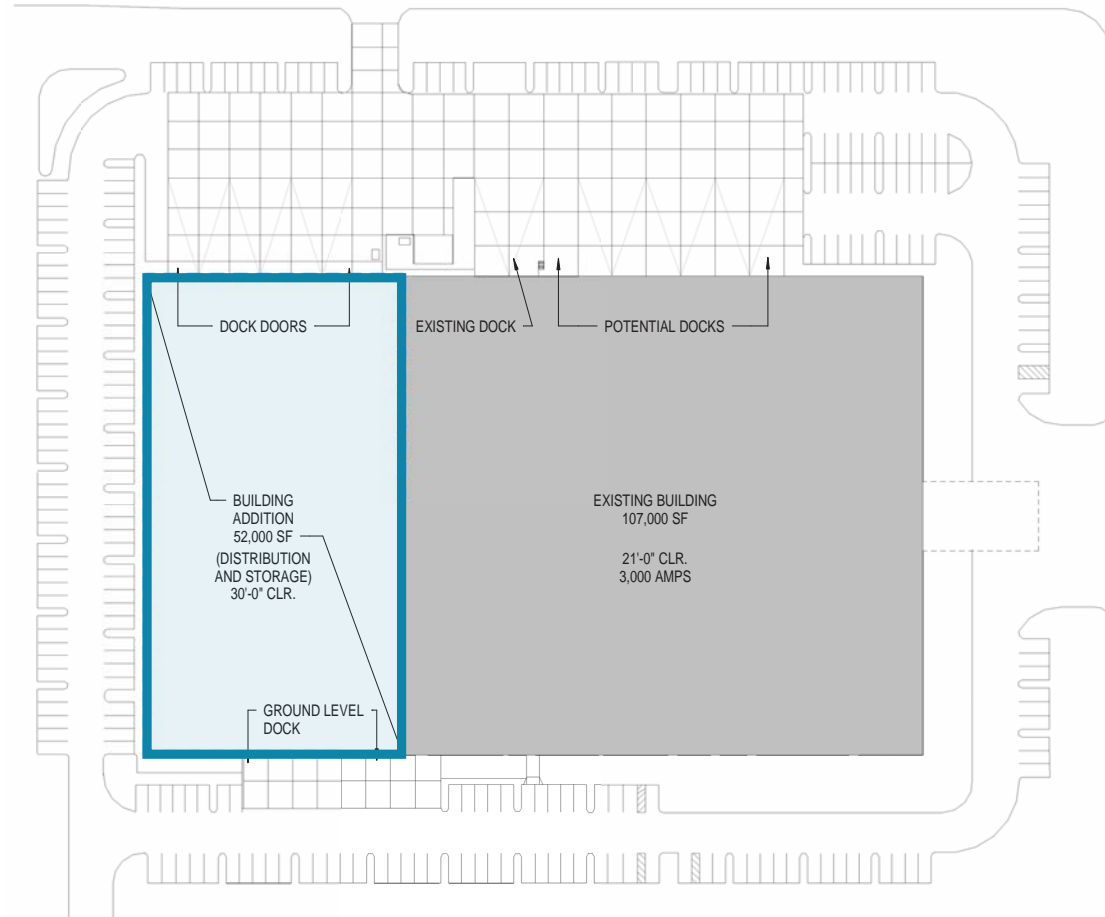 DOCK DOORS
EXISTING DOCK
POTENTIAL DOCKS
BUILDING
ADDITION
52,000 SF
(DISTRIBUTION
AND STORAGE)
30'-0" CLR.
EXISTING BUILDING
107,000 SF
21'-0" CLR.
3,000 AMPS
GROUND LEVEL
DOCK